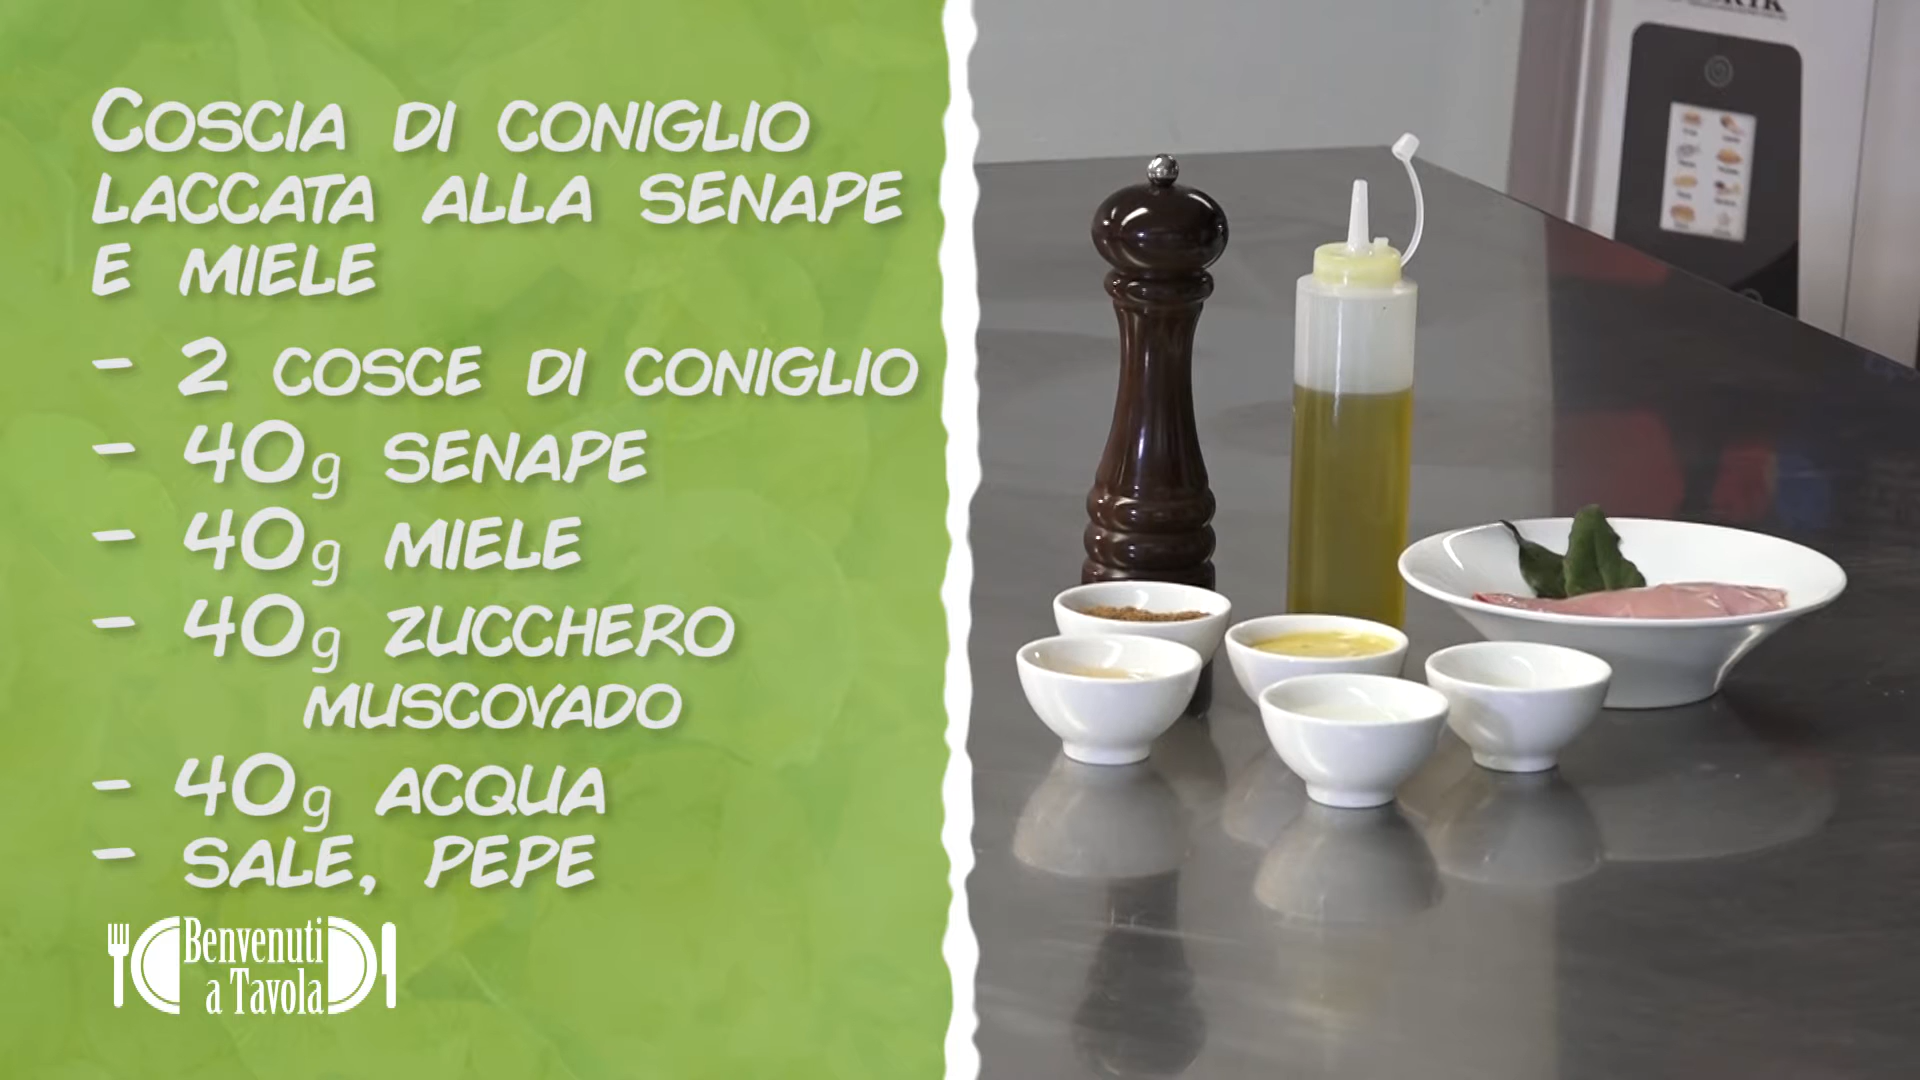 COSCIA DI CONIGLIO
LACCATA ALLA SENAPE
E MIELE
- 2 COSCE DI CONIGLIO
- 40g SENAPE
- 40g MIELE
- 40g ZUCCHERO
MUSCOVADO
- 40g ACQUA
- SALE, PEPE
Benvenuti
a Tavola